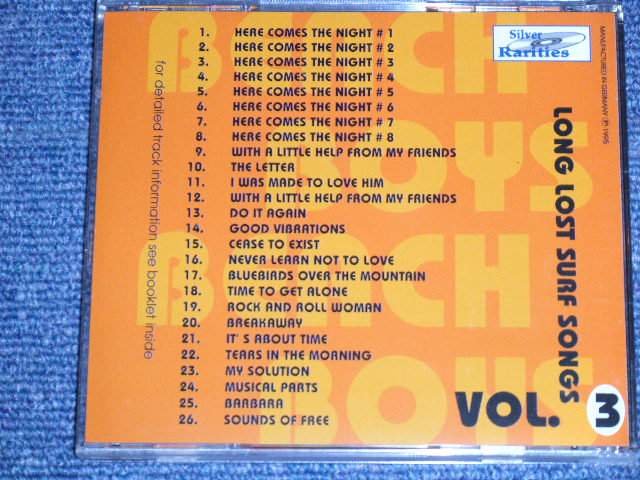 1. HERE COMES THE NIGHT # 1
2. HERE COMES THE NIGHT # 2
3. HERE COMES THE NIGHT # 3
4. HERE COMES THE NIGHT # 4
5. HERE COMES THE NIGHT # 5
6. HERE COMES THE NIGHT # 6
7. HERE COMES THE NIGHT # 7
8. HERE COMES THE NIGHT # 8
9. WITH A LITTLE HELP FROM MY FRIENDS
10. THE LETTER
11. I WAS MADE TO LOVE HIM
12. WITH A LITTLE HELP FROM MY FRIENDS
13. DO IT AGAIN
14. GOOD VIBRATIONS
15. CEASE TO EXIST
16. NEVER LEARN NOT TO LOVE
17. BLUEBIRDS OVER THE MOUNTAIN
18. TIME TO GET ALONE
19. ROCK AND ROLL WOMAN
20. BREAKAWAY
21. IT' S ABOUT TIME
22. TEARS IN THE MORNING
23. MY SOLUTION
24. MUSICAL PARTS
25. BARBARA
26. SOUNDS OF FREE
for detailed track information see booklet inside
Silver
Rarities
MANUFACTURED IN GERMANY ℗ 1995
LONG LOST SURF SONGS
VOL. 3
BEACH
BOYS
BEACH
BOYS